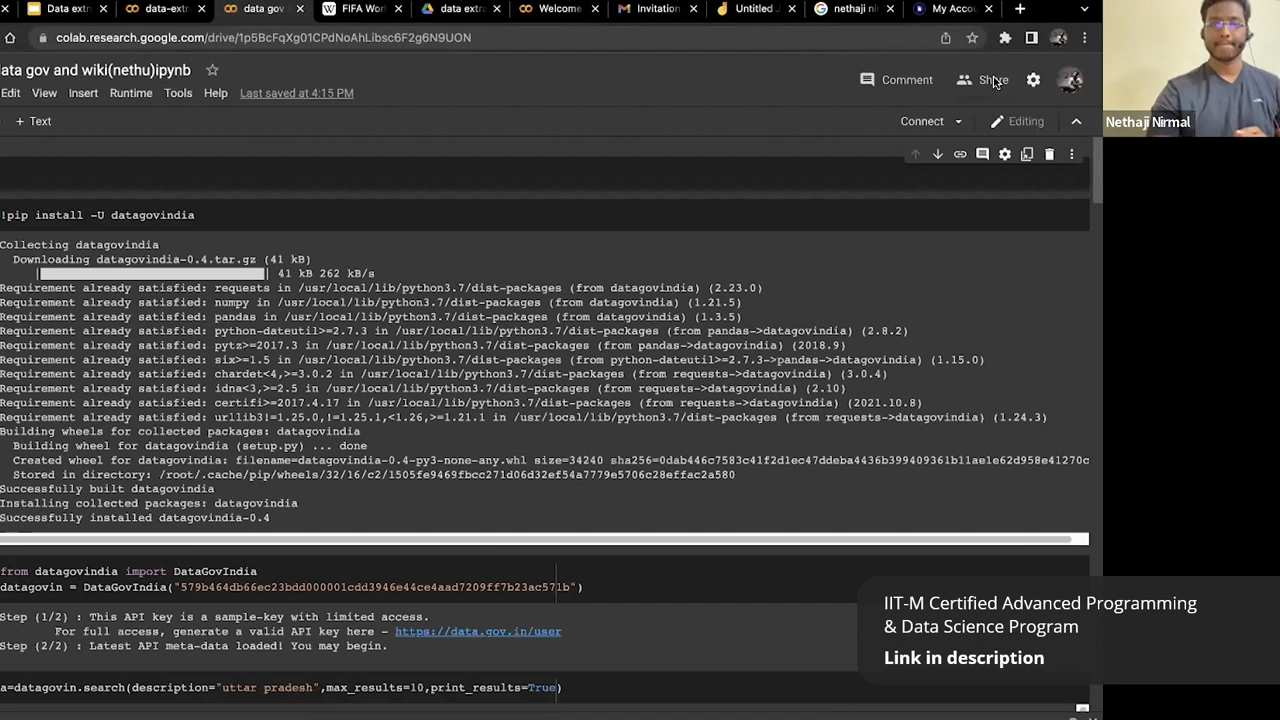 Data extr
data-extr
data gov
FIFA Worl
data extra
Welcome
Invitation
Untitled J
nethaji nir
My Accou
colab.research.google.com/drive/1p5BcFqXg01CPdNoAhLibsc6F2g6N9UON
data gov and wiki(nethu)ipynb
Comment
Share
Edit View Insert Runtime Tools Help Last saved at 4:15 PM
+ Text
Connect
Editing
Nethaji Nirmal
!pip install -U datagovindia
Collecting datagovindia
Downloading datagovindia-0.4.tar.gz (41 kB)
| | 41 kB 262 kB/s
Requirement already satisfied: requests in /usr/local/lib/python3.7/dist-packages (from datagovindia) (2.23.0)
Requirement already satisfied: numpy in /usr/local/lib/python3.7/dist-packages (from datagovindia) (1.21.5)
Requirement already satisfied: pandas in /usr/local/lib/python3.7/dist-packages (from datagovindia) (1.3.5)
Requirement already satisfied: python-dateutil>=2.7.3 in /usr/local/lib/python3.7/dist-packages (from pandas->datagovindia) (2.8.2)
Requirement already satisfied: pytz>=2017.3 in /usr/local/lib/python3.7/dist-packages (from pandas->datagovindia) (2018.9)
Requirement already satisfied: six>=1.5 in /usr/local/lib/python3.7/dist-packages (from python-dateutil>=2.7.3->pandas->datagovindia) (1.15.0)
Requirement already satisfied: chardet<4,>=3.0.2 in /usr/local/lib/python3.7/dist-packages (from requests->datagovindia) (3.0.4)
Requirement already satisfied: idna<3,>=2.5 in /usr/local/lib/python3.7/dist-packages (from requests->datagovindia) (2.10)
Requirement already satisfied: certifi>=2017.4.17 in /usr/local/lib/python3.7/dist-packages (from requests->datagovindia) (2021.10.8)
Requirement already satisfied: urllib3!=1.25.0,!=1.25.1,<1.26,>=1.21.1 in /usr/local/lib/python3.7/dist-packages (from requests->datagovindia) (1.24.3)
Building wheels for collected packages: datagovindia
Building wheel for datagovindia (setup.py) ... done
Created wheel for datagovindia: filename=datagovindia-0.4-py3-none-any.whl size=34240 sha256=0dab446c7583c41f2d1ec47ddeba4436b399409361b11ae1e62d958e41270c
Stored in directory: /root/.cache/pip/wheels/32/16/c2/1505fe9469fbcc271d06d32ef54a7779e5706c28effac2a580
Successfully built datagovindia
Installing collected packages: datagovindia
Successfully installed datagovindia-0.4
from datagovindia import DataGovIndia
datagovin = DataGovIndia("579b464db66ec23bdd000001cdd3946e44ce4aad7209ff7b23ac571b")
Step (1/2) : This API key is a sample-key with limited access.
For full access, generate a valid API key here - https://data.gov.in/user
Step (2/2) : Latest API meta-data loaded! You may begin.
a=datagovin.search(description="uttar pradesh",max_results=10,print_results=True)
IIT-M Certified Advanced Programming
& Data Science Program
Link in description